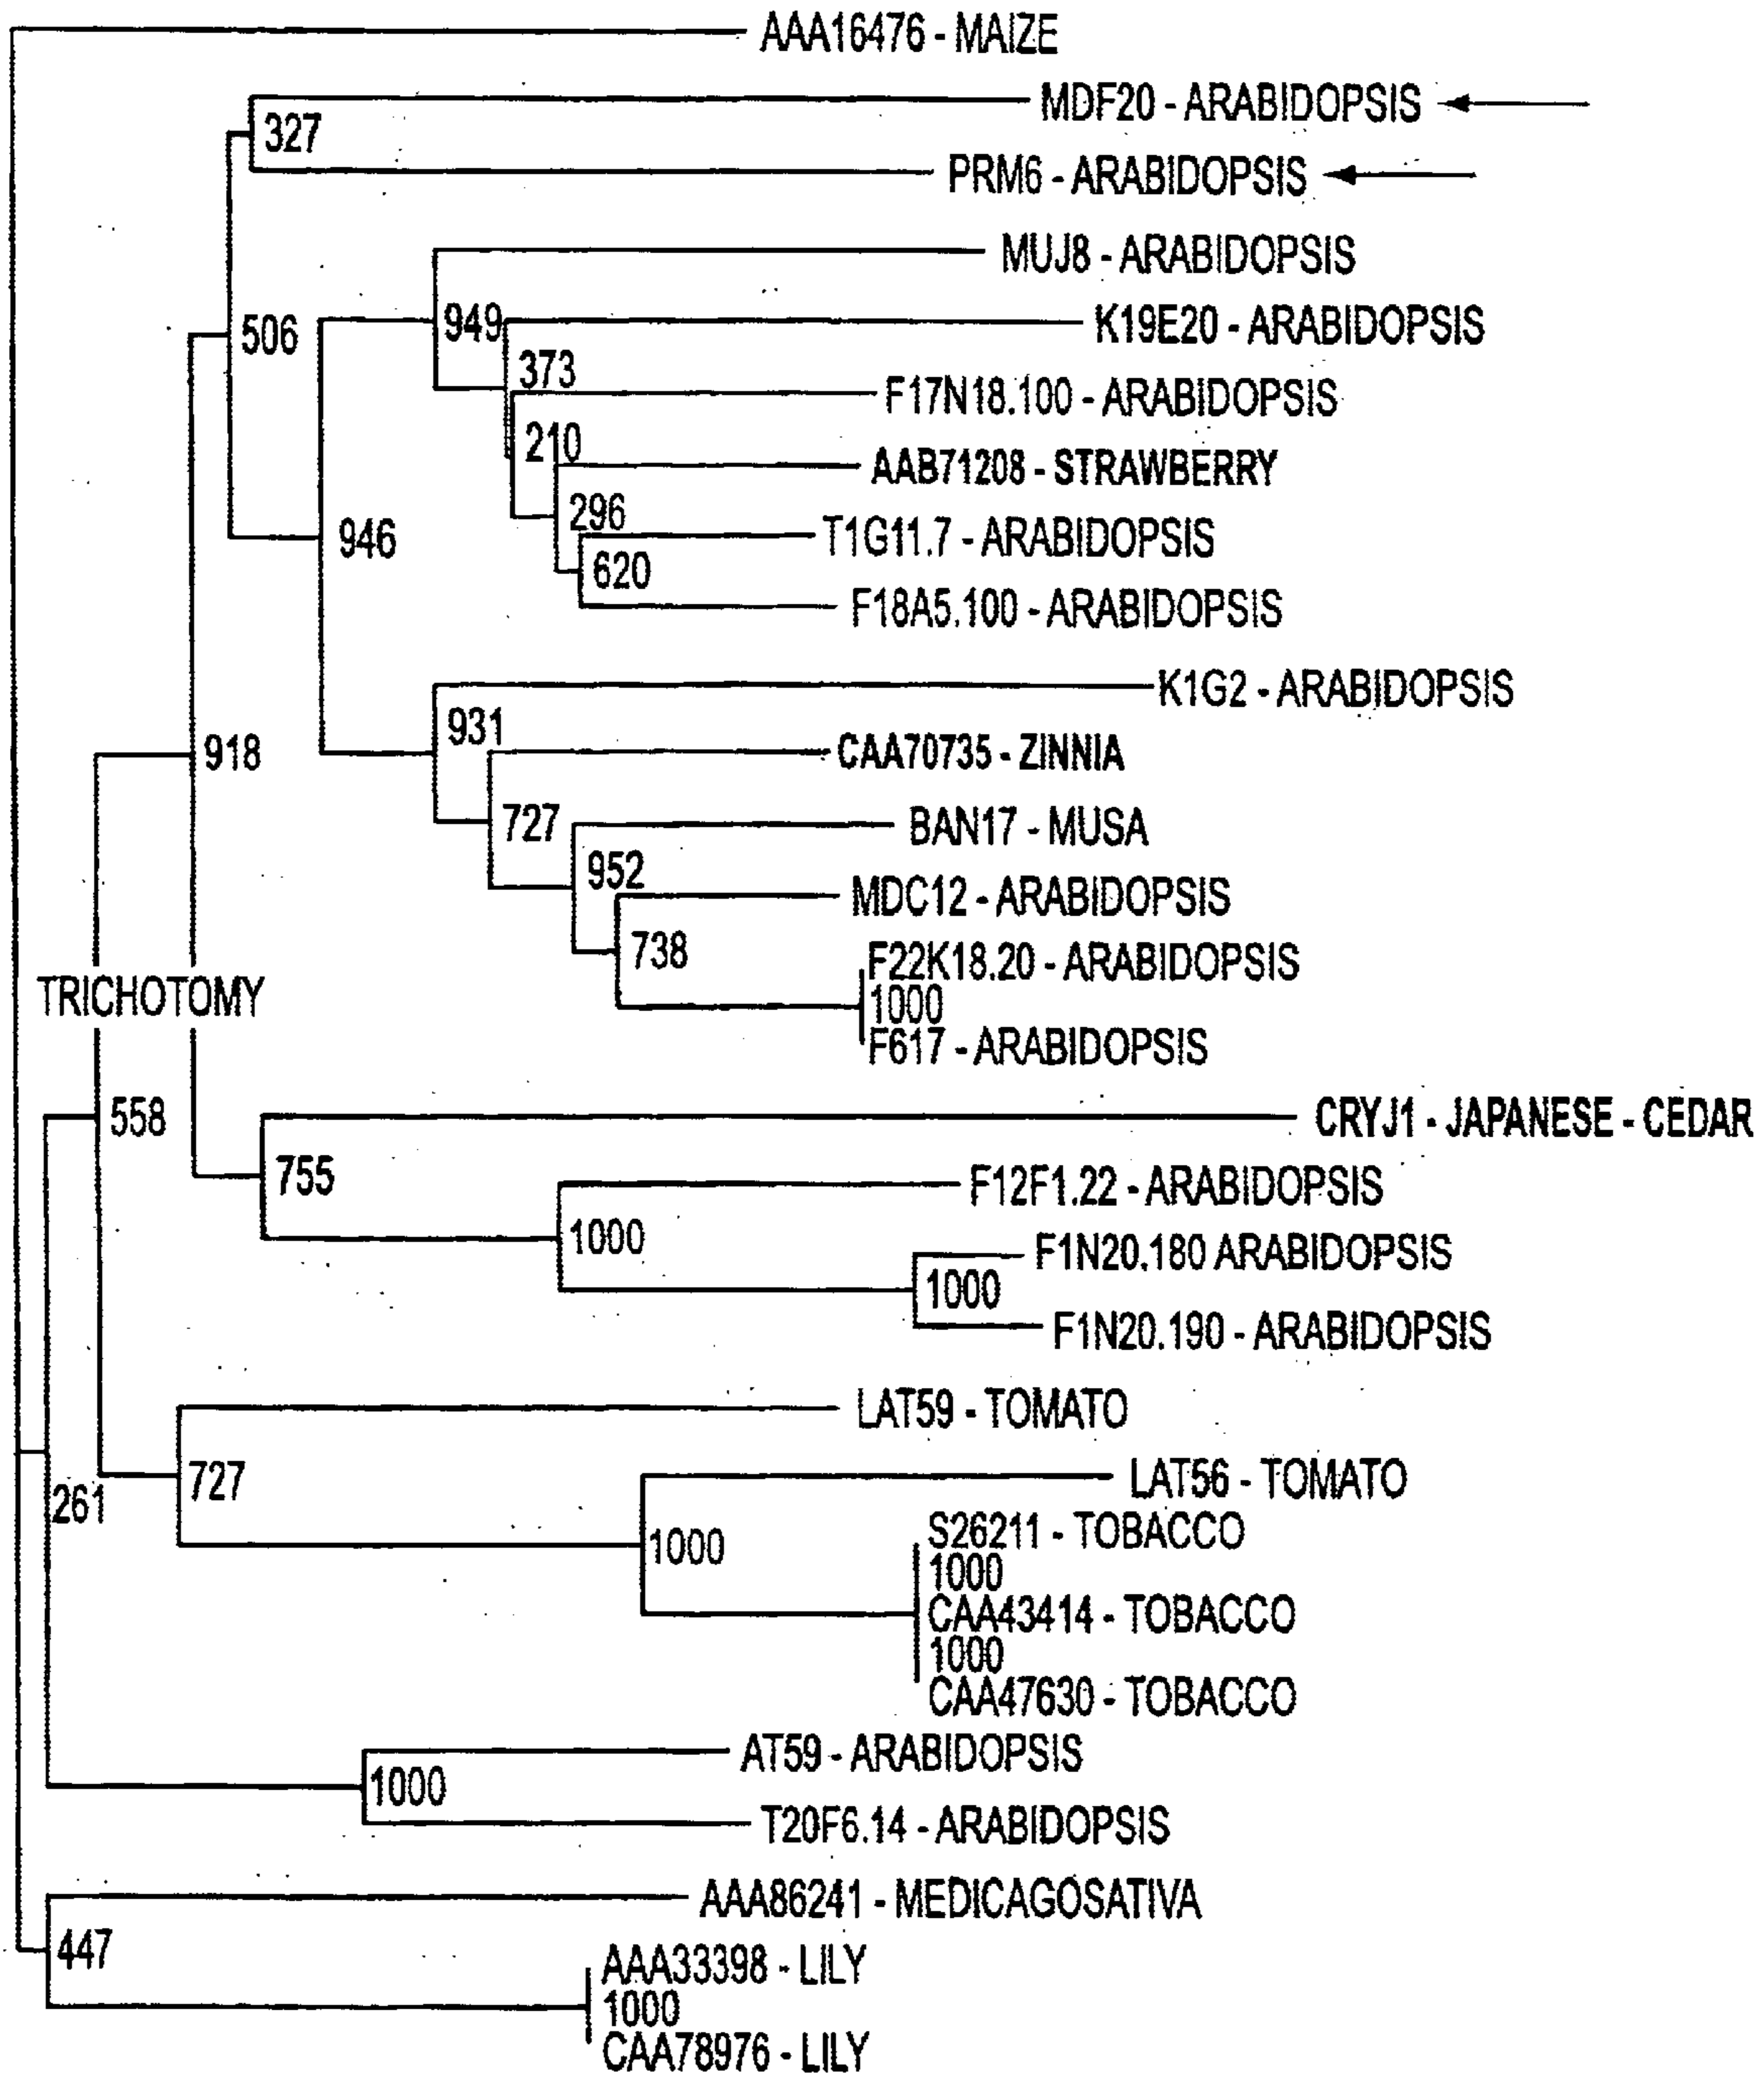 AAA16476 - MAIZE
MDF20 - ARABIDOPSIS
327
PRM6 - ARABIDOPSIS
MUJ8 - ARABIDOPSIS
506
949
K19E20 - ARABIDOPSIS
373
F17N18.100 - ARABIDOPSIS
210
AAB71208 - STRAWBERRY
296
946
T1G11.7 - ARABIDOPSIS
620
F18A5.100 - ARABIDOPSIS
K1G2 - ARABIDOPSIS
931
918
CAA70735 - ZINNIA
727
BAN17 - MUSA
952
MDC12 - ARABIDOPSIS
738
F22K18.20 - ARABIDOPSIS
TRICHOTOMY
1000
F617 - ARABIDOPSIS
558
CRYJ1 - JAPANESE - CEDAR
755
F12F1.22 - ARABIDOPSIS
1000
F1N20.180 ARABIDOPSIS
1000
F1N20.190 - ARABIDOPSIS
LAT59 - TOMATO
727
LAT56 - TOMATO
261
S26211 - TOBACCO
1000
1000
CAA43414 - TOBACCO
1000
CAA47630 - TOBACCO
AT59 - ARABIDOPSIS
1000
T20F6.14 - ARABIDOPSIS
AAA86241 - MEDICAGOSATIVA
447
AAA33398 - LILY
1000
CAA78976 - LILY